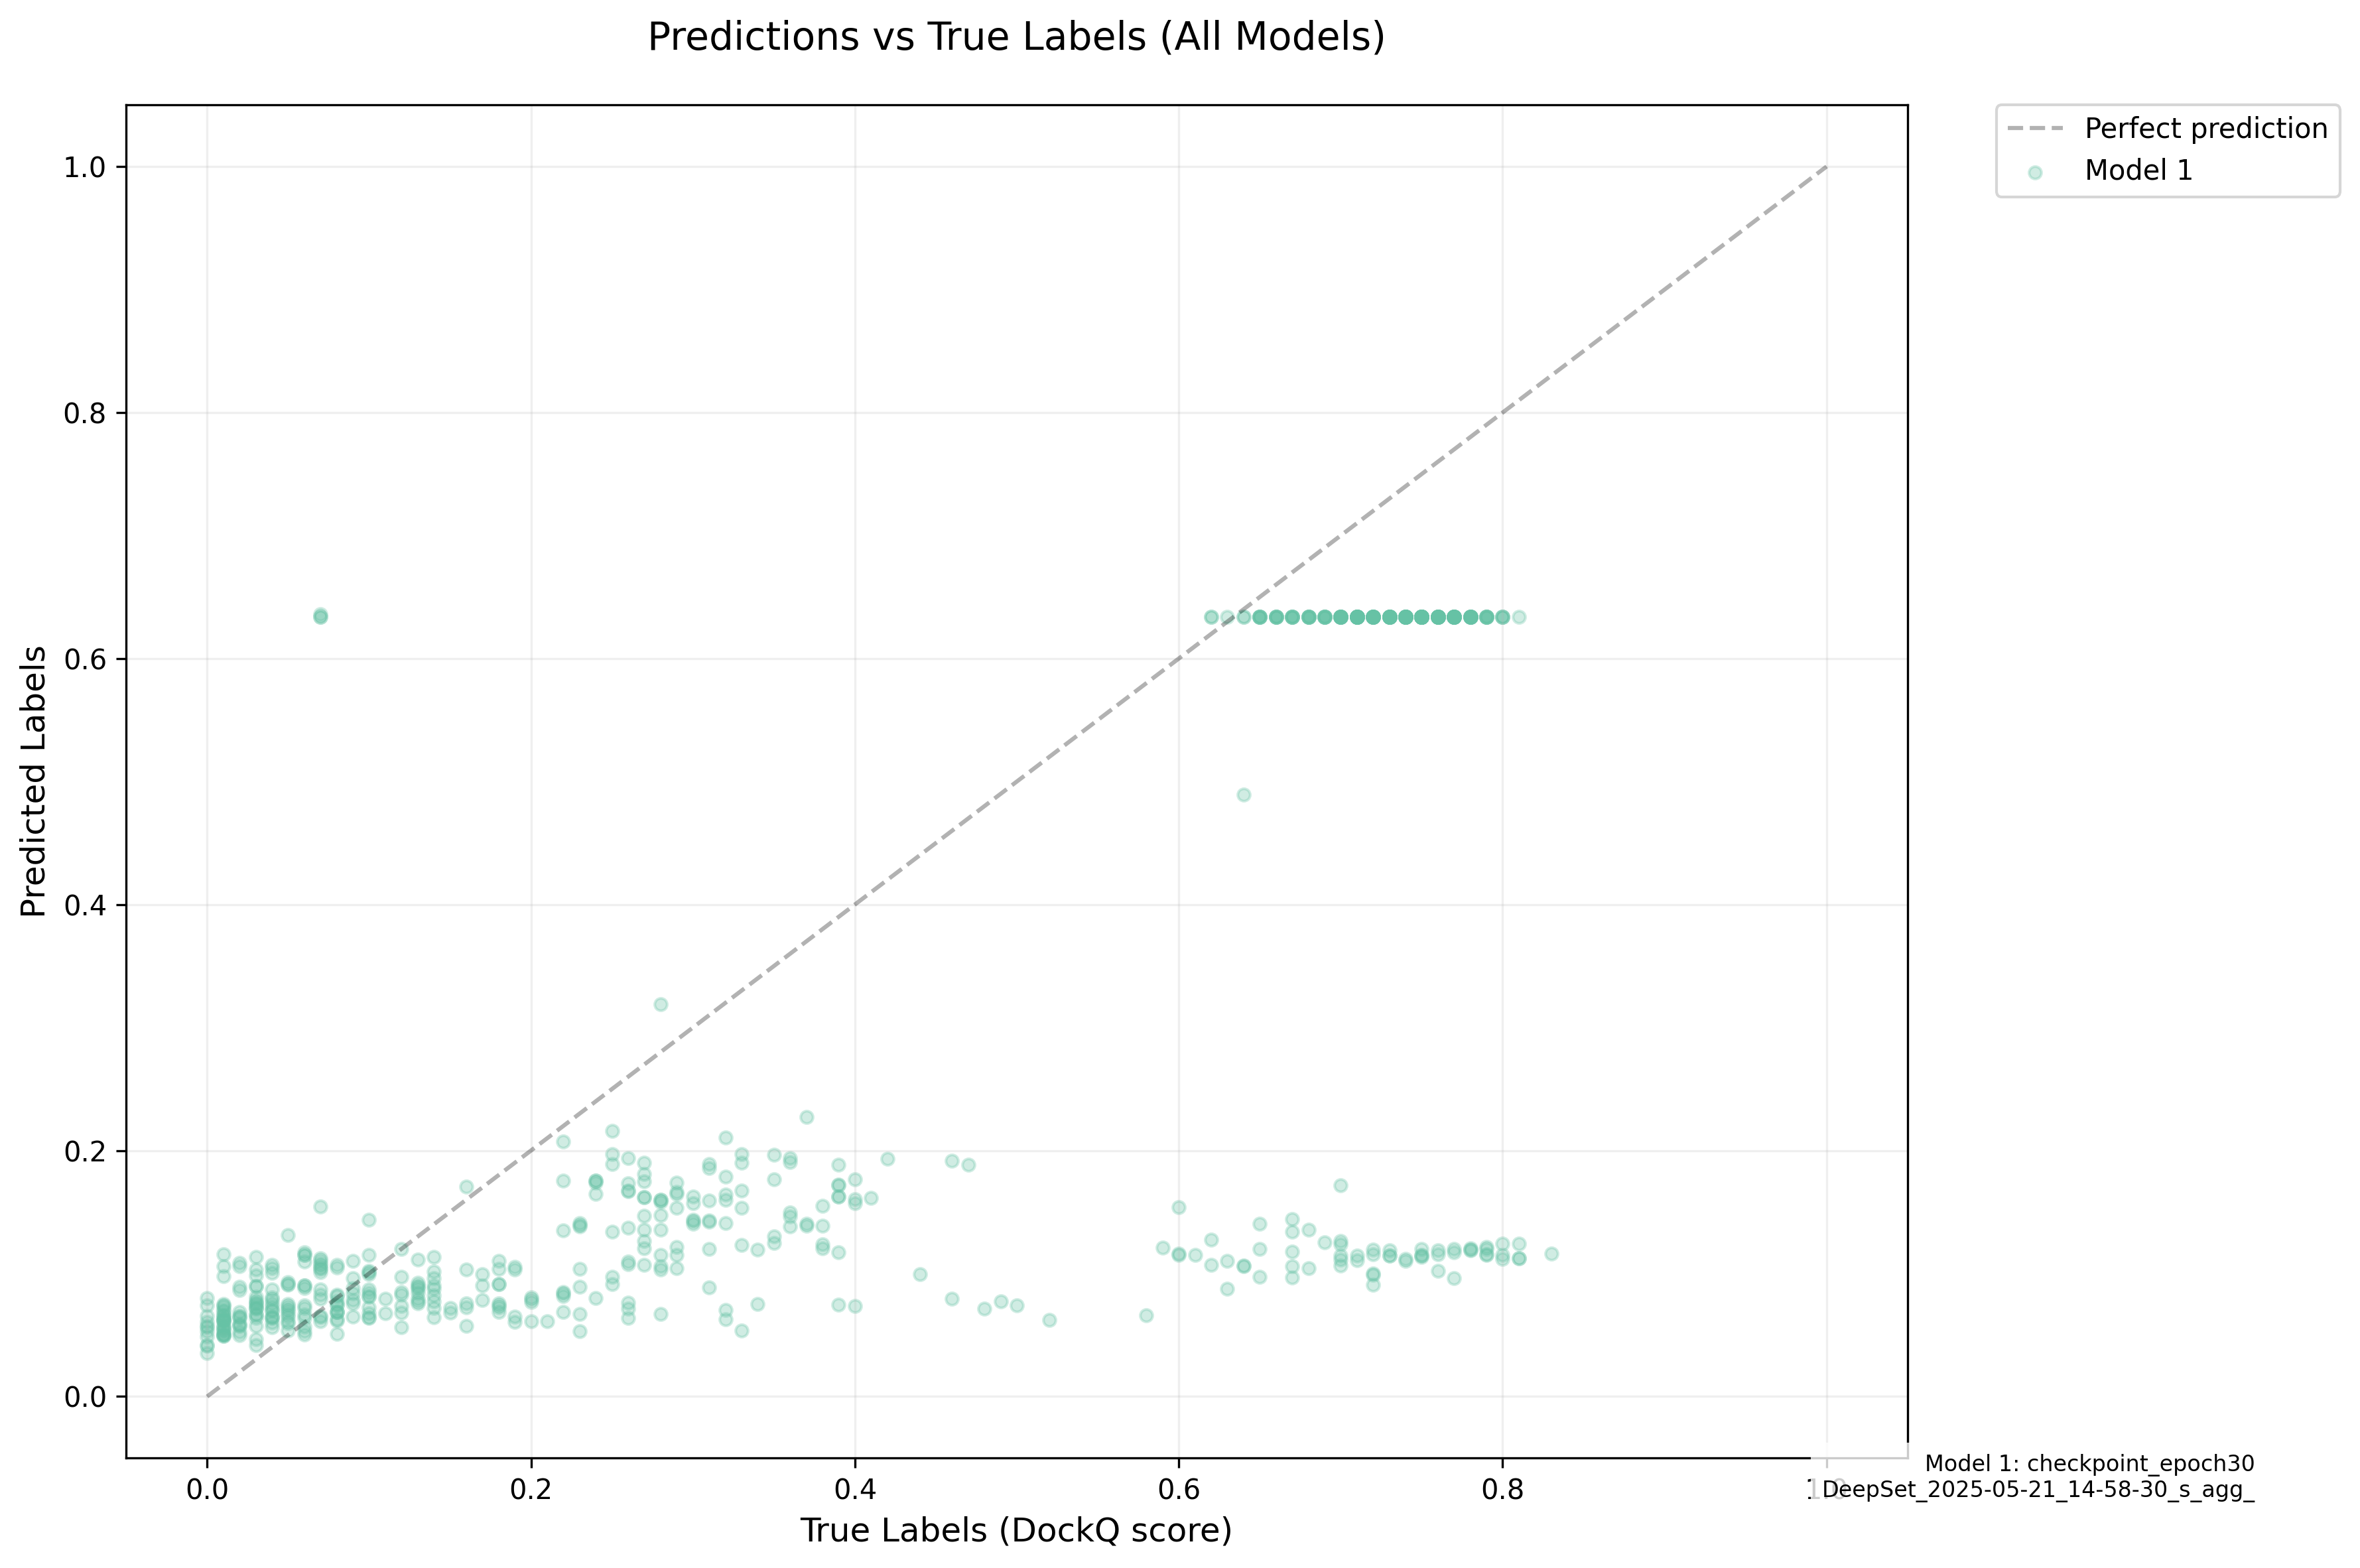 Predictions vs True Labels (All Models)
Perfect prediction
Model 1
1.0
0.8
0.6
0.4
0.2
0.0
Predicted Labels
0.0 0.2 0.4 0.6 0.8 1.0
True Labels (DockQ score)
Model 1: checkpoint_epoch30
DeepSet_2025-05-21_14-58-30_s_agg_